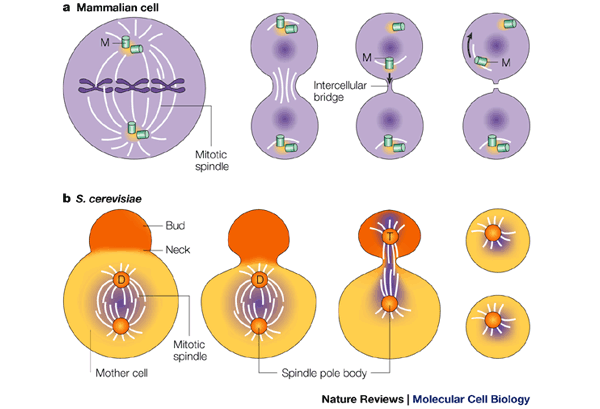 a Mammalian cell
M
M
M
Intercellular
bridge
Mitotic
spindle
b S. cerevisiae
Bud
Neck
D
D
T
Mitotic
spindle
Mother cell
Spindle pole body
Nature Reviews | Molecular Cell Biology